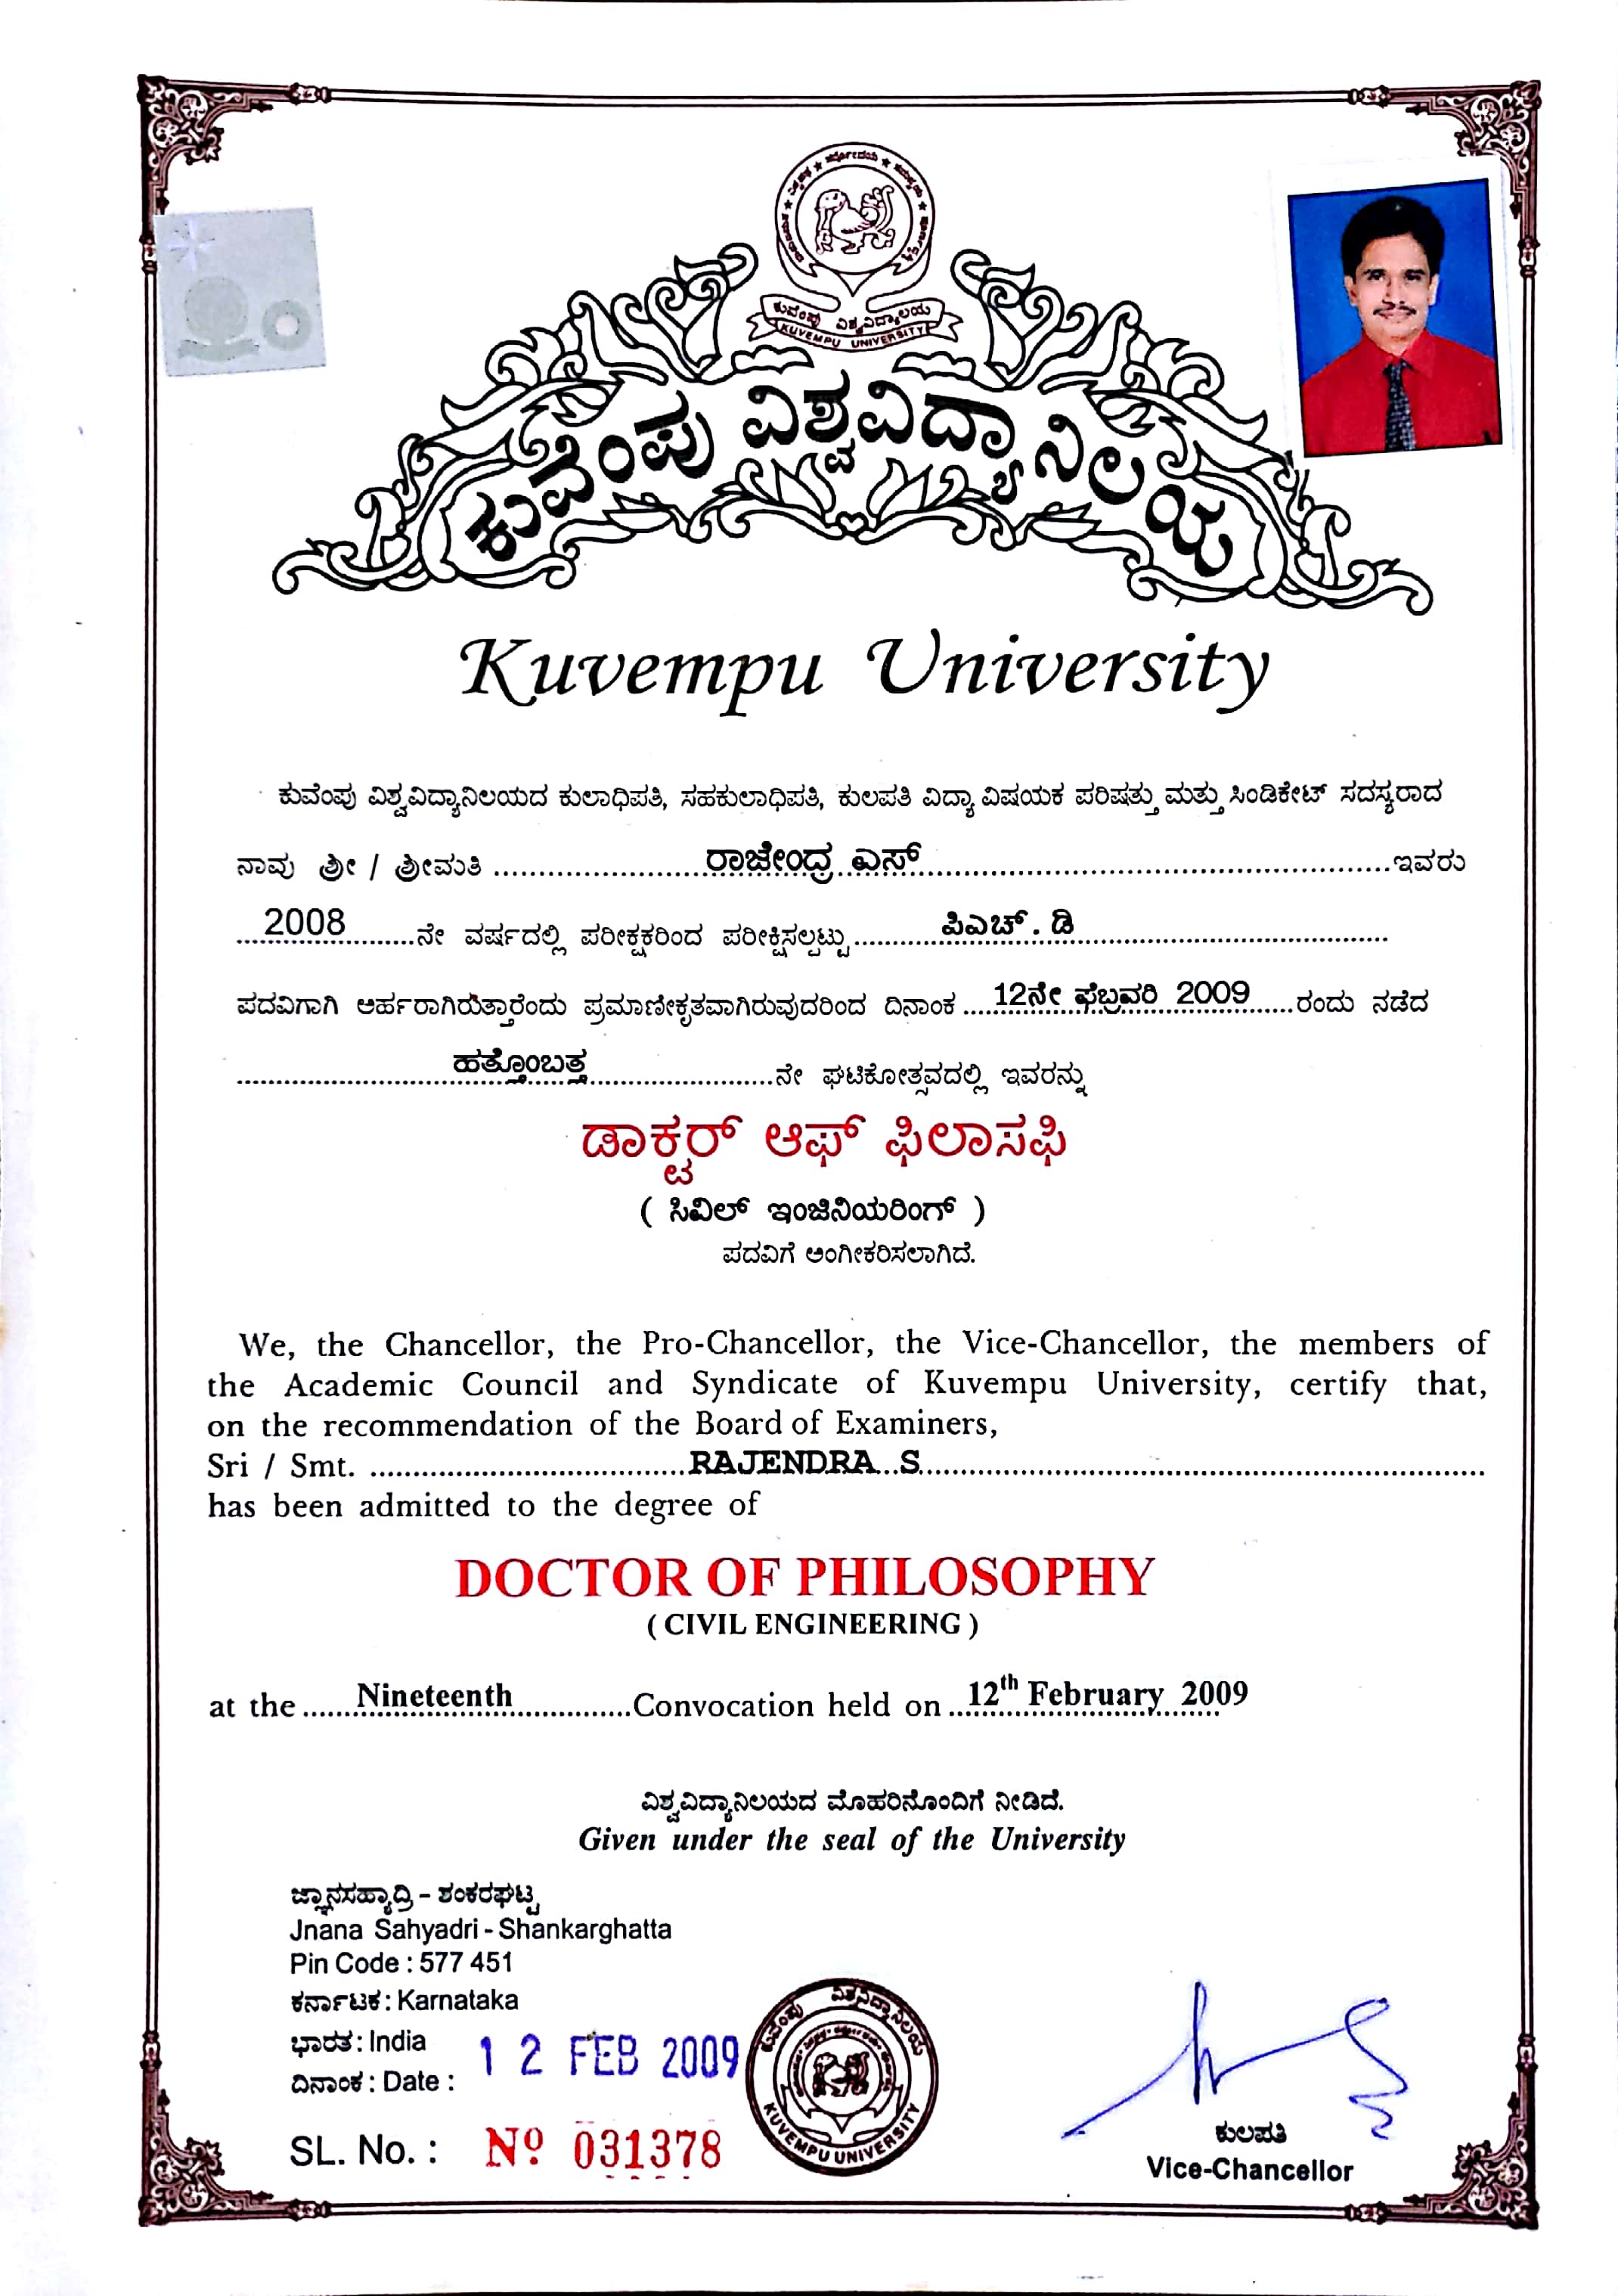 ಕುವೆಂಪು ವಿಶ್ವವಿದ್ಯಾಲಯ
KUVEMPU UNIVERSITY
ಕುವೆಂಪು ವಿಶ್ವವಿದ್ಯಾನಿಲಯ
Kuvempu University
ಕುವೆಂಪು ವಿಶ್ವವಿದ್ಯಾನಿಲಯದ ಕುಲಾಧಿಪತಿ, ಸಹಕುಲಾಧಿಪತಿ, ಕುಲಪತಿ ವಿದ್ಯಾ ವಿಷಯಕ ಪರಿಷತ್ತು ಮತ್ತು ಸಿಂಡಿಕೇಟ್ ಸದಸ್ಯರಾದ
ನಾವು ಶ್ರೀ / ಶ್ರೀಮತಿ ರಾಜೇಂದ್ರ ಎಸ್ ಇವರು
2008 ನೇ ವರ್ಷದಲ್ಲಿ ಪರೀಕ್ಷಕರಿಂದ ಪರೀಕ್ಷಿಸಲ್ಪಟ್ಟು ಪಿಎಚ್.ಡಿ
ಪದವಿಗಾಗಿ ಅರ್ಹರಾಗಿರುತ್ತಾರೆಂದು ಪ್ರಮಾಣೀಕೃತವಾಗಿರುವುದರಿಂದ ದಿನಾಂಕ 12ನೇ ಫೆಬ್ರವರಿ 2009 ರಂದು ನಡೆದ
ಹತ್ತೊಂಬತ್ತ ನೇ ಘಟಿಕೋತ್ಸವದಲ್ಲಿ ಇವರನ್ನು
ಡಾಕ್ಟರ್ ಆಫ್ ಫಿಲಾಸಫಿ
( ಸಿವಿಲ್ ಇಂಜಿನಿಯರಿಂಗ್ )
ಪದವಿಗೆ ಅಂಗೀಕರಿಸಲಾಗಿದೆ.
We, the Chancellor, the Pro-Chancellor, the Vice-Chancellor, the members of
the Academic Council and Syndicate of Kuvempu University, certify that,
on the recommendation of the Board of Examiners,
Sri / Smt. RAJENDRA S
has been admitted to the degree of
DOCTOR OF PHILOSOPHY
( CIVIL ENGINEERING )
at the Nineteenth Convocation held on 12th February 2009
ವಿಶ್ವವಿದ್ಯಾನಿಲಯದ ಮೊಹರಿನೊಂದಿಗೆ ನೀಡಿದೆ.
Given under the seal of the University
ಜ್ಞಾನಸಹ್ಯಾದ್ರಿ - ಶಂಕರಘಟ್ಟ
Jnana Sahyadri - Shankarghatta
Pin Code : 577 451
ಕರ್ನಾಟಕ : Karnataka
ಭಾರತ : India
ದಿನಾಂಕ : Date : 12 FEB 2009
SL. No. : Nº 031378
ಕುವೆಂಪು ವಿಶ್ವವಿದ್ಯಾನಿಲಯ
KUVEMPU UNIVERSITY
ಕುಲಪತಿ
Vice-Chancellor